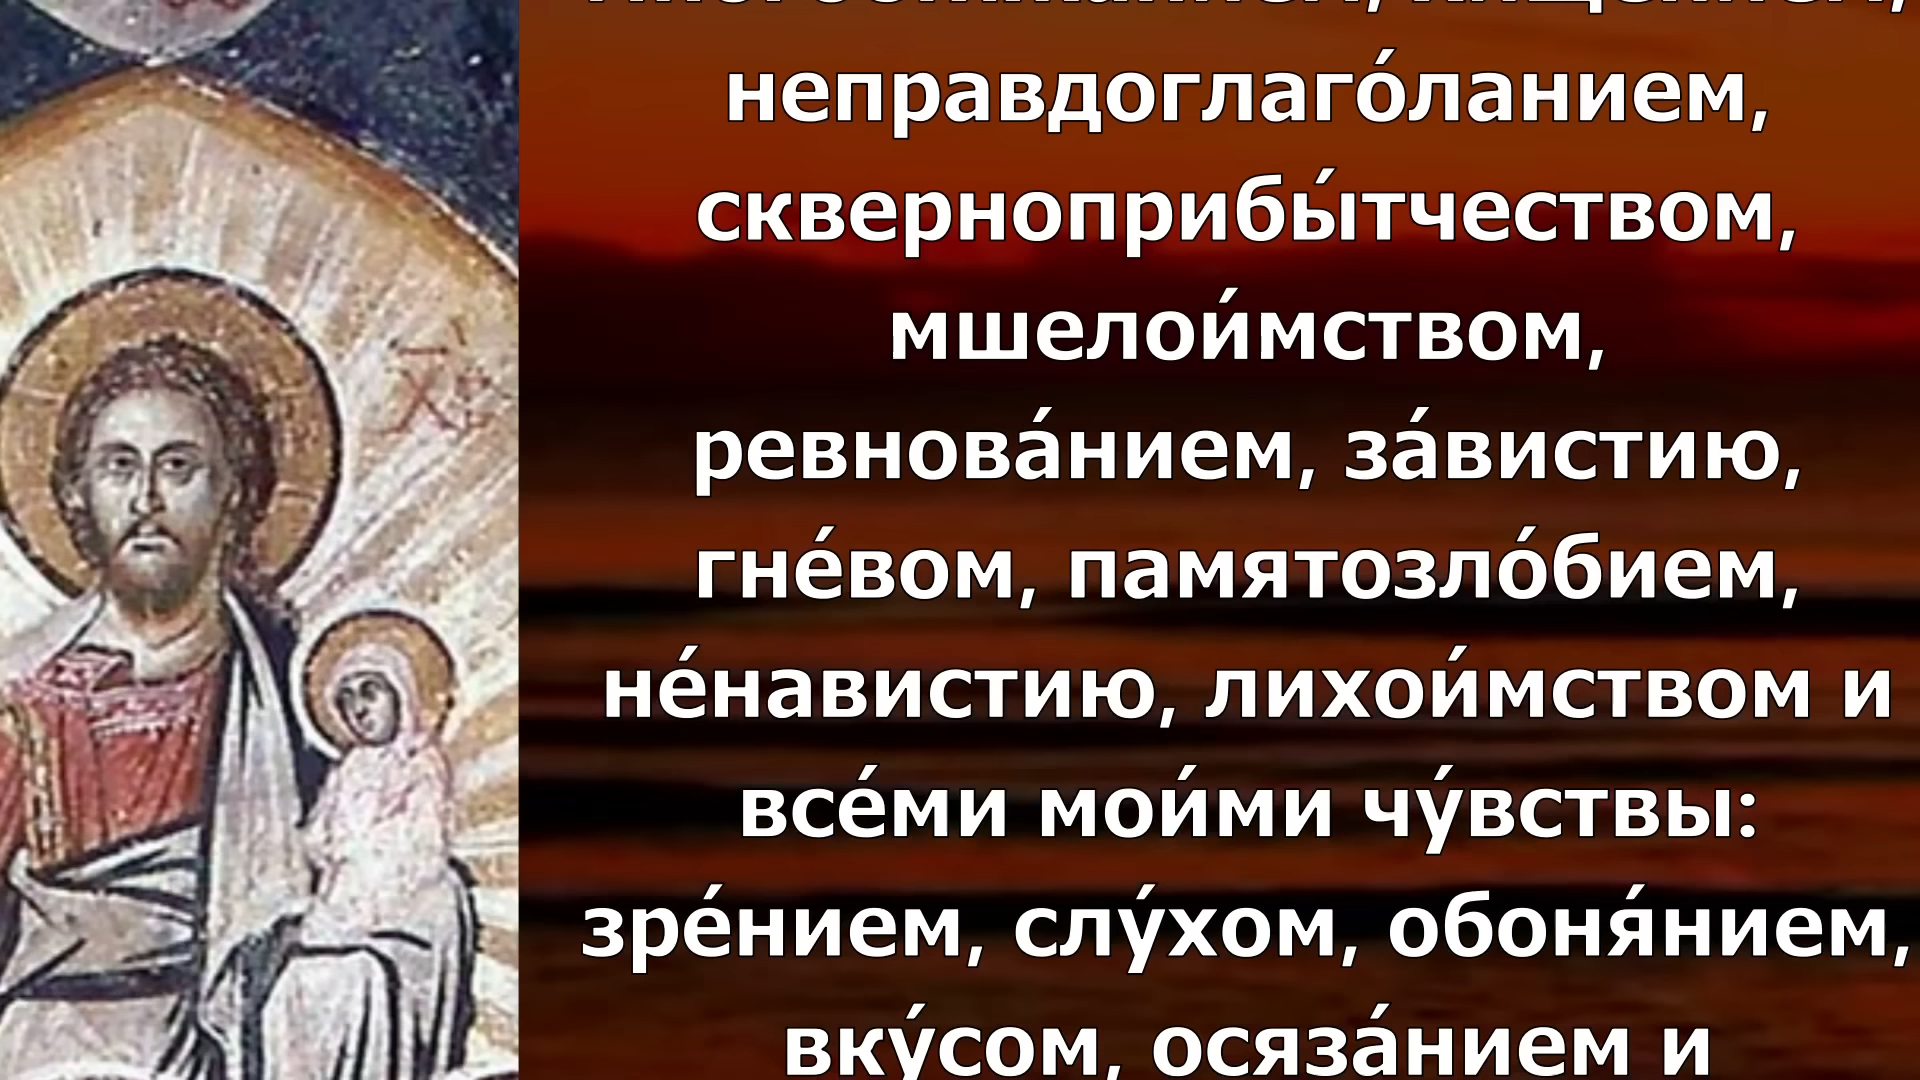 неправдоглаго́ланием,
скверноприбы́тчеством,
мшелои́мством,
ревнова́нием, за́вистию,
гне́вом, памятозло́бием,
не́навистию, лихои́мством и
все́ми мои́ми чу́вствы:
зре́нием, слу́хом, обоня́нием,
вку́сом, осяза́нием и